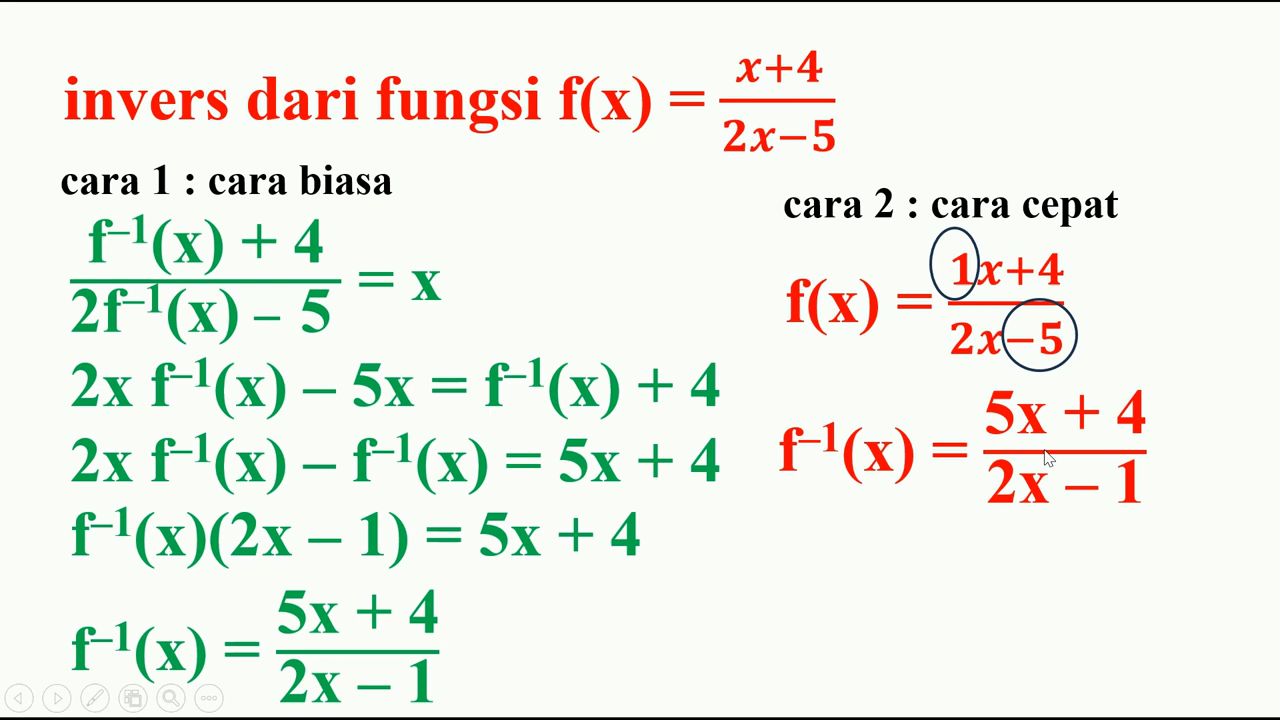 invers dari fungsi f(x) = x+4 / 2x−5
cara 1 : cara biasa
f⁻¹(x) + 4 / 2f⁻¹(x) – 5 = x
2x f⁻¹(x) – 5x = f⁻¹(x) + 4
2x f⁻¹(x) – f⁻¹(x) = 5x + 4
f⁻¹(x)(2x – 1) = 5x + 4
f⁻¹(x) = 5x + 4 / 2x – 1
cara 2 : cara cepat
f(x) = 1x+4 / 2x−5
f⁻¹(x) = 5x + 4 / 2x – 1